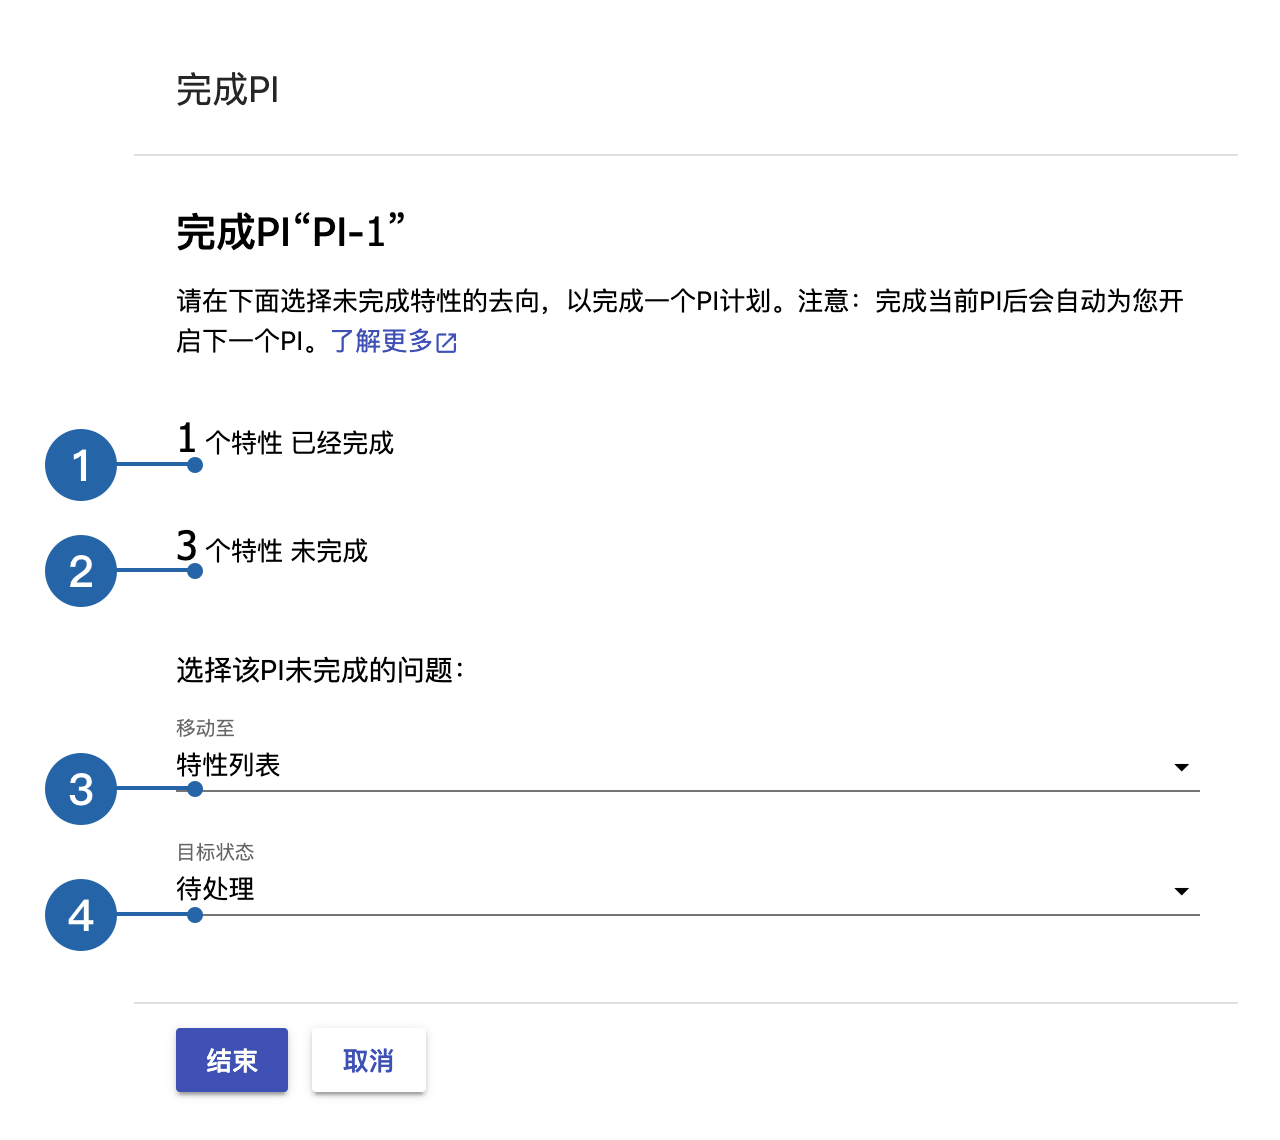 完成PI
完成PI“PI-1”
请在下面选择未完成特性的去向，以完成一个PI计划。注意：完成当前PI后会自动为您开
启下一个PI。了解更多
1 个特性 已经完成
1
3 个特性 未完成
2
选择该PI未完成的问题：
移动至
特性列表
3
目标状态
待处理
4
结束 取消